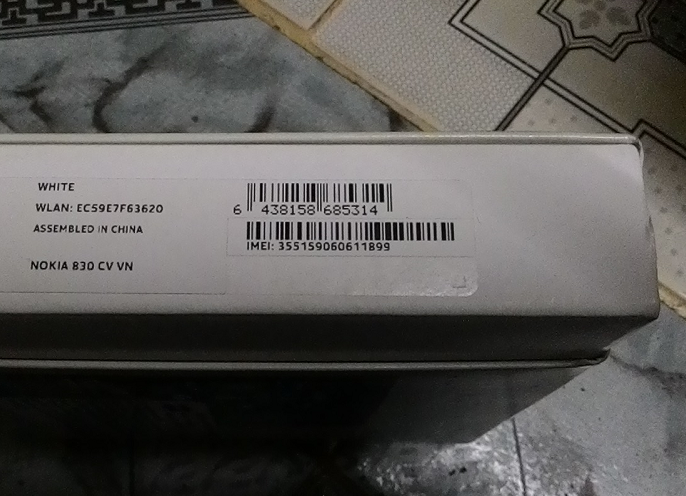 WHITE
WLAN: EC59E7F63620
ASSEMBLED IN CHINA
NOKIA 830 CV VN
6 438158 685314
IMEI: 355159060611899